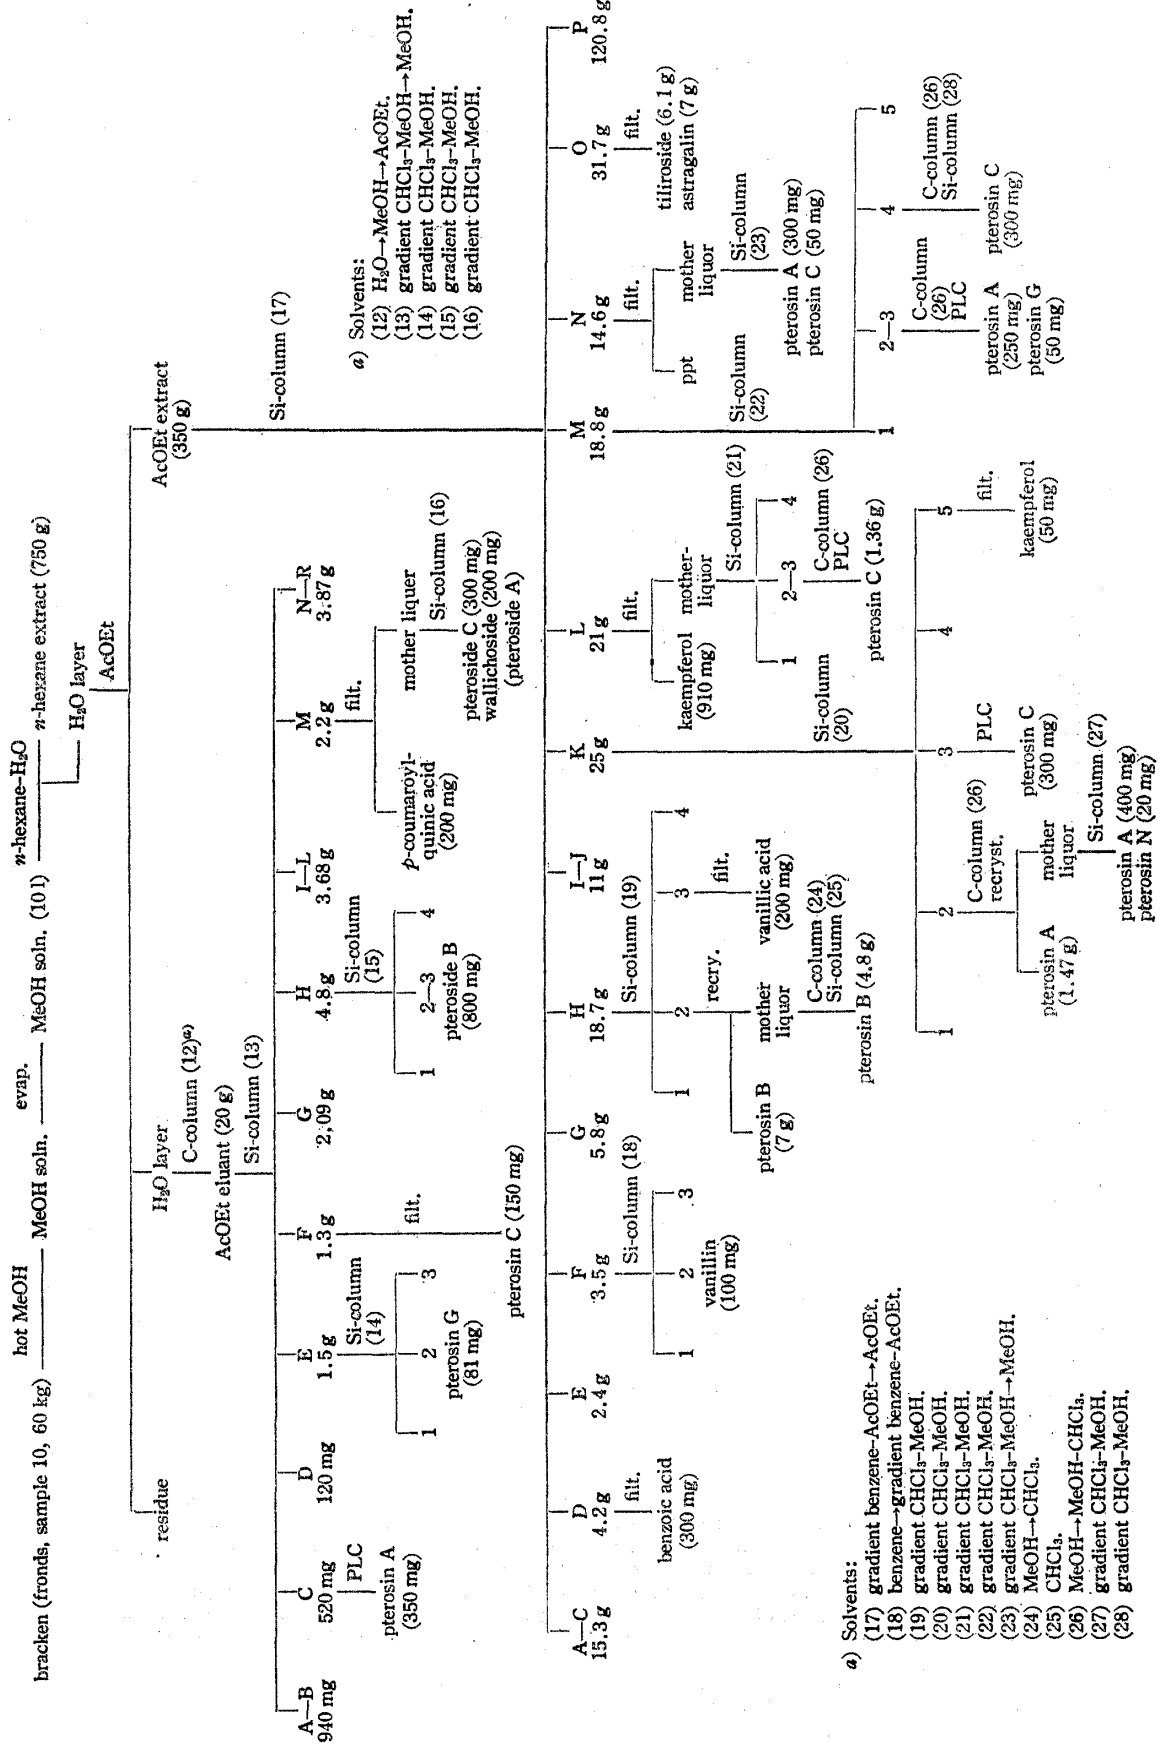 hot MeOH evap. n-hexane–H₂O
bracken (fronds, sample 10, 60 kg) MeOH soln. MeOH soln. (10 l) n-hexane extract (750 g)
H₂O layer
AcOEt
residue H₂O layer AcOEt extract
(350 g)
C-column (12)ᵃ⁾
AcOEt eluant (20 g)
Si-column (13) Si-column (17)
A—B C D E F G H I—L M N—R
940 mg 520 mg 120 mg 1.5 g 1.3 g 2.09 g 4.8 g 3.68 g 2.2 g 3.87 g
PLC Si-column Si-column filt.
(14) (15)
pterosin A
(350 mg)
1 2 3
pterosin G
(81 mg)
filt.
pterosin C (150 mg)
1 2—3 4
pteroside B
(800 mg)
p-coumaroyl-
quinic acid
(200 mg)
mother liquer
Si-column (16)
pteroside C (300 mg)
wallichoside (200 mg)
(pteroside A)
a) Solvents:
(12) H₂O→MeOH→AcOEt.
(13) gradient CHCl₃–MeOH→MeOH.
(14) gradient CHCl₃–MeOH.
(15) gradient CHCl₃–MeOH.
(16) gradient CHCl₃–MeOH.
A—C D E F G H I—J K L M N O P
15.3 g 4.2 g 2.4 g 3.5 g 5.8 g 18.7 g 11 g 25 g 21 g 18.8 g 14.6 g 31.7 g 120.8 g
filt.
benzoic acid
(300 mg)
Si-column (18)
1 2 3
vanillin
(100 mg)
Si-column (19)
1 2 3 4
recry.
pterosin B
(7 g)
mother
liquor
C-column (24)
Si-column (25)
pterosin B (4.8 g)
filt.
vanillic acid
(200 mg)
filt.
kaempferol
(910 mg)
mother-
liquor
Si-column (21)
1 2—3 4
C-column (26)
PLC
pterosin C (1.36 g)
filt.
ppt mother
liquor
Si-column
(23)
pterosin A (300 mg)
pterosin C (50 mg)
filt.
tiliroside (6.1 g)
astragalin (7 g)
Si-column
(22)
1 2—3 4 5
C-column
(26)
PLC
pterosin A
(250 mg)
pterosin G
(50 mg)
C-column (26)
Si-column (28)
pterosin C
(300 mg)
Si-column
(20)
1 2 3 4 5
C-column (26)
recryst.
pterosin A
(1.47 g)
mother
liquor
Si-column (27)
pterosin A (400 mg)
pterosin N (20 mg)
PLC
pterosin C
(300 mg)
filt.
kaempferol
(50 mg)
a) Solvents:
(17) gradient benzene–AcOEt→AcOEt.
(18) benzene→gradient benzene–AcOEt.
(19) gradient CHCl₃–MeOH.
(20) gradient CHCl₃–MeOH.
(21) gradient CHCl₃–MeOH.
(22) gradient CHCl₃–MeOH.
(23) gradient CHCl₃–MeOH→MeOH.
(24) MeOH→CHCl₃.
(25) CHCl₃.
(26) MeOH→MeOH–CHCl₃.
(27) gradient CHCl₃–MeOH.
(28) gradient CHCl₃–MeOH.